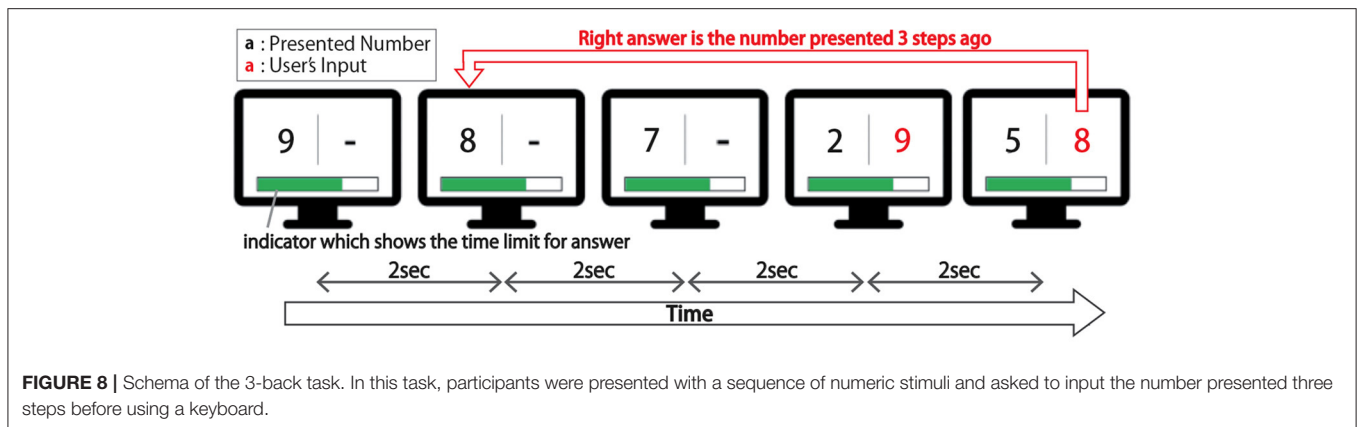 a : Presented Number
a : User's Input
Right answer is the number presented 3 steps ago
9 | -
8 | -
7 | -
2 | 9
5 | 8
indicator which shows the time limit for answer
2sec 2sec 2sec 2sec
Time
FIGURE 8 | Schema of the 3-back task. In this task, participants were presented with a sequence of numeric stimuli and asked to input the number presented three
steps before using a keyboard.